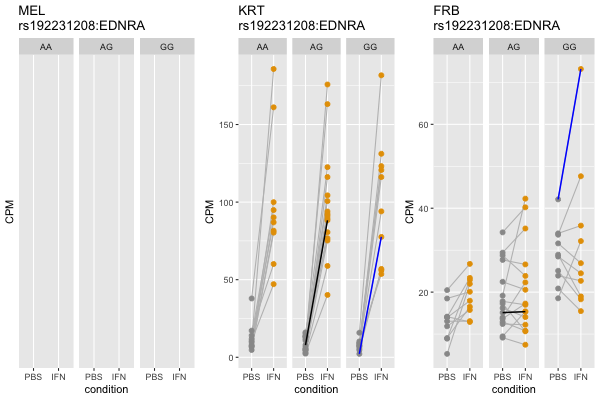 MEL
rs192231208:EDNRA
AA AG GG
CPM
PBS IFN PBS IFN PBS IFN
condition
KRT
rs192231208:EDNRA
AA AG GG
150
100
50
0
CPM
PBS IFN PBS IFN PBS IFN
condition
FRB
rs192231208:EDNRA
AA AG GG
60
40
20
CPM
PBS IFN PBS IFN PBS IFN
condition